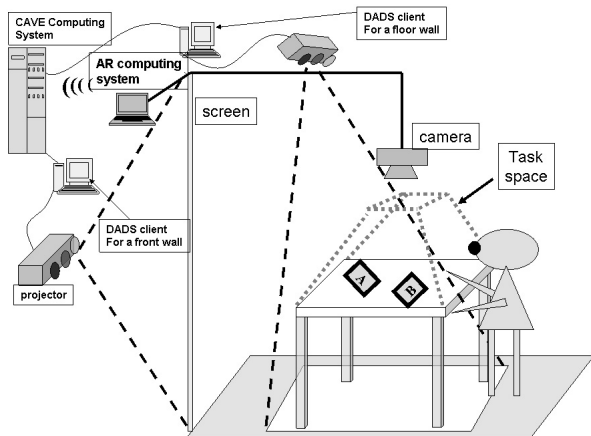 CAVE Computing
System
DADS client
For a floor wall
AR computing
system
screen
camera
Task
space
DADS client
For a front wall
projector
A
B